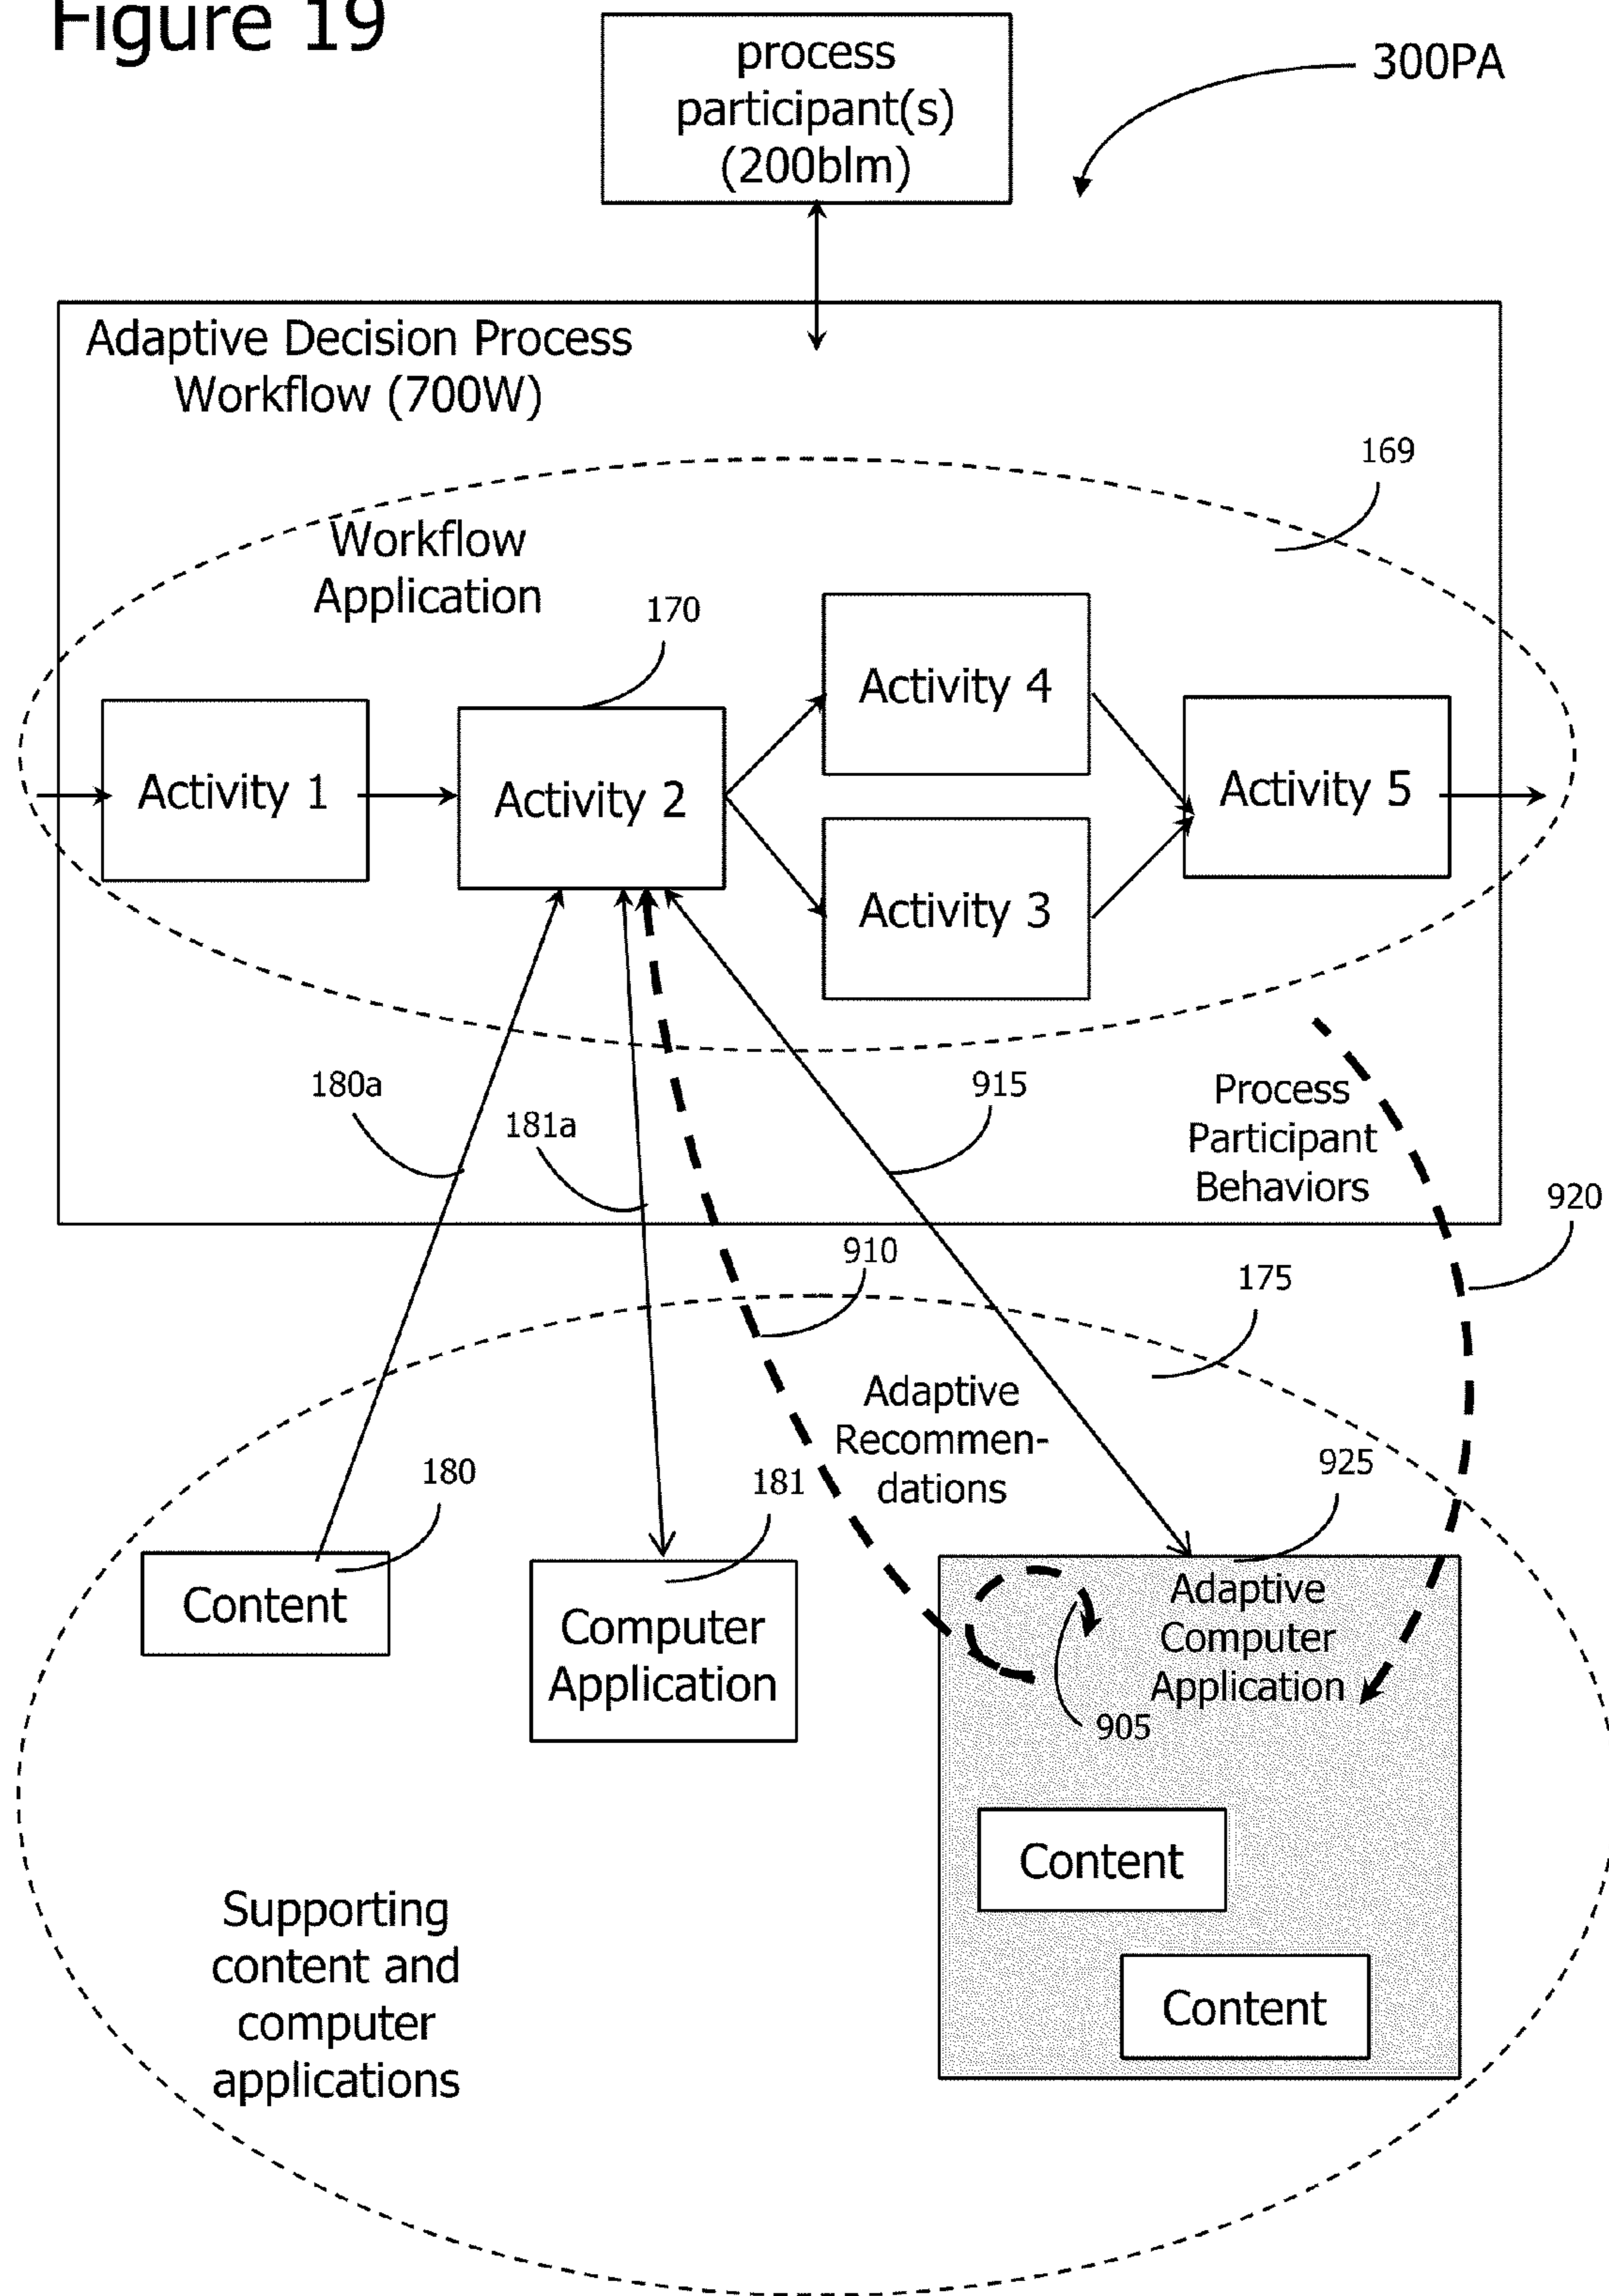 Figure 19
process
participant(s)
(200blm)
300PA
Adaptive Decision Process
Workflow (700W)
169
Workflow
Application
170
Activity 4
Activity 1
Activity 2
Activity 5
Activity 3
180a
181a
915
Process
Participant
Behaviors
920
910
175
Adaptive
Recommen-
dations
180
181
925
Content
Computer
Application
Adaptive
Computer
Application
905
Content
Content
Supporting
content and
computer
applications